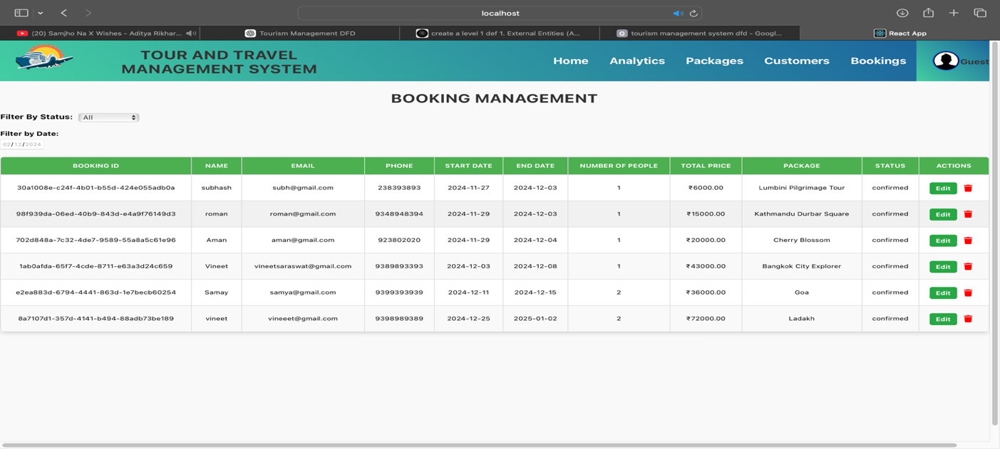 localhost
(20) Samjho Na X Wishes - Aditya Rikhar...
Tourism Management DFD
create a level 1 def 1. External Entities (A...
G tourism management system dfd - Googl...
React App
TOUR AND TRAVEL
MANAGEMENT SYSTEM
Home Analytics Packages Customers Bookings Guest
BOOKING MANAGEMENT
Filter By Status: All
Filter by Date:
02/12/2024
BOOKING ID NAME EMAIL PHONE START DATE END DATE NUMBER OF PEOPLE TOTAL PRICE PACKAGE STATUS ACTIONS
30a1008e-c24f-4b01-b55d-424e055adb0a subhash subh@gmail.com 238393893 2024-11-27 2024-12-03 1 ₹6000.00 Lumbini Pilgrimage Tour confirmed Edit
98f939da-06ed-40b9-843d-e4a9f76149d3 roman roman@gmail.com 9348948394 2024-11-29 2024-12-03 1 ₹15000.00 Kathmandu Durbar Square confirmed Edit
702d848a-7c32-4de7-9589-55a8a5c61e96 Aman aman@gmail.com 923802020 2024-11-29 2024-12-04 1 ₹20000.00 Cherry Blossom confirmed Edit
1ab0afda-65f7-4cde-8711-e63a3d24c659 Vineet vineetsaraswat@gmail.com 9389893393 2024-12-03 2024-12-08 1 ₹43000.00 Bangkok City Explorer confirmed Edit
e2ea883d-6794-4441-863d-1e7becb60254 Samay samya@gmail.com 9399393939 2024-12-11 2024-12-15 2 ₹36000.00 Goa confirmed Edit
8a7107d1-357d-4141-b494-88adb73be189 vineet vineeet@gmail.com 9398989389 2024-12-25 2025-01-02 2 ₹72000.00 Ladakh confirmed Edit